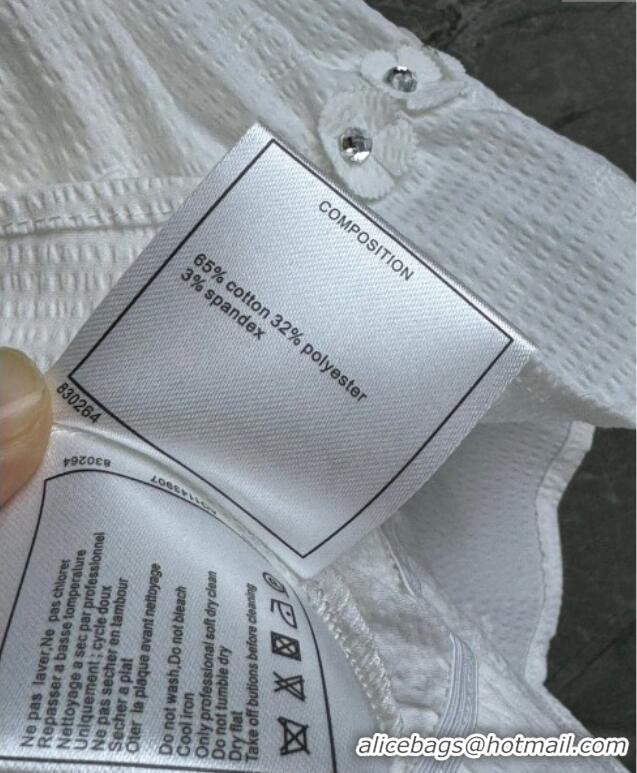 COMPOSITION
65% cotton 32% polyester
3% spandex
830264
830264
Ne pas laver,Ne pas chlorer
Repasser a basse temperature
Nettoyage a sec par professionnel
Uniquement; cycle doux
Ne pas secher en tambour
Secher a plat
Oter la plaque avant nettoyage
Do not wash,Do not bleach
Cool iron
Only professional soft dry clean
Do not tumble dry
Dry flat
Take off buttons before cleaning
alicebags@hotmail.com